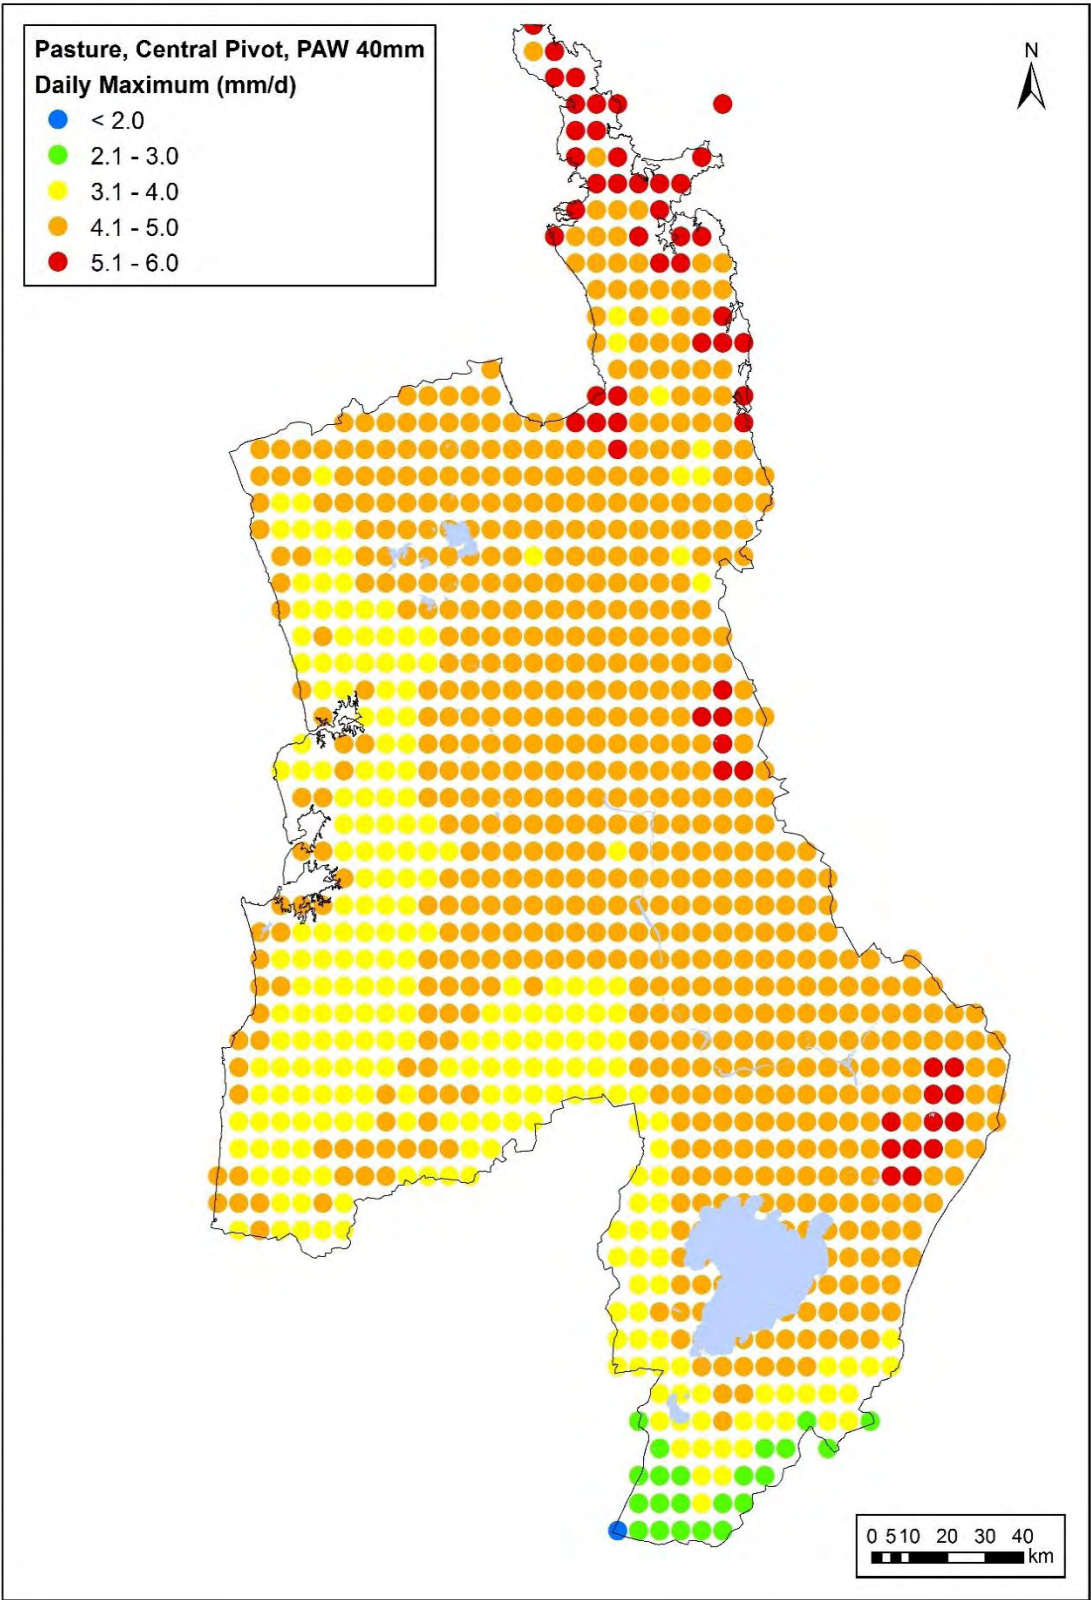 Pasture, Central Pivot, PAW 40mm
Daily Maximum (mm/d)
< 2.0
2.1 - 3.0
3.1 - 4.0
4.1 - 5.0
5.1 - 6.0
N
0 5 10 20 30 40
km